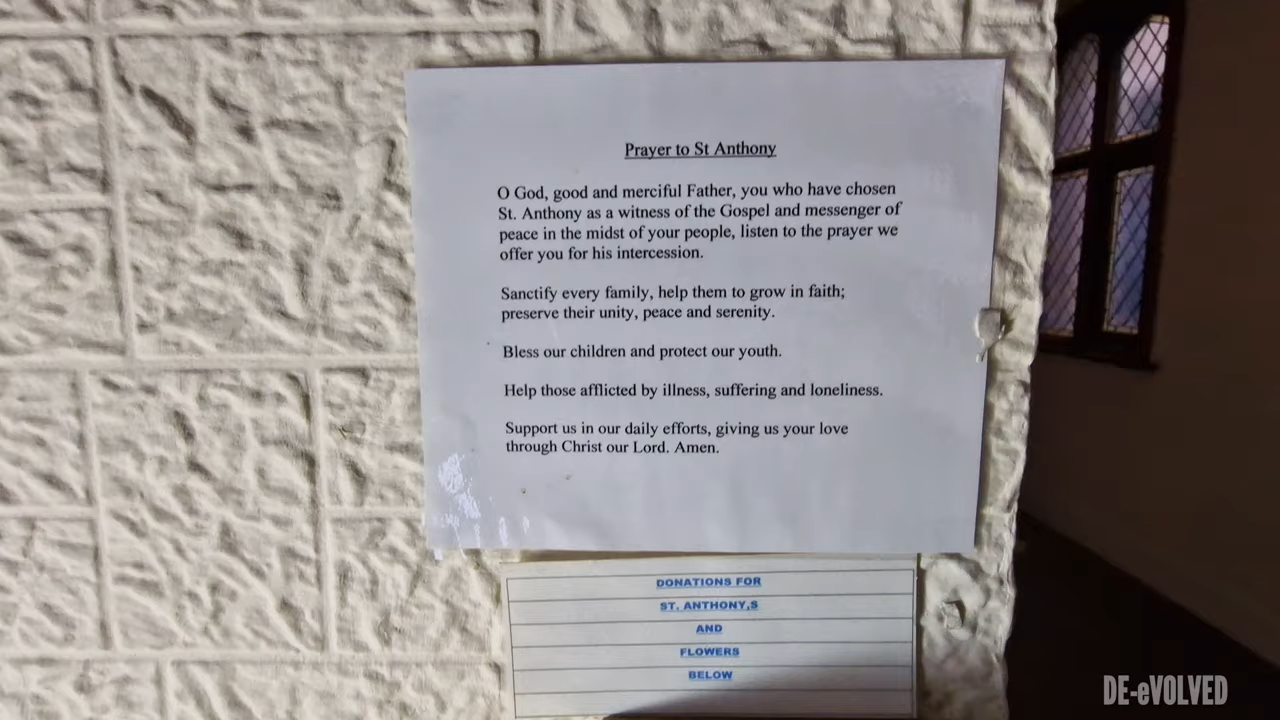 Prayer to St Anthony
O God, good and merciful Father, you who have chosen
St. Anthony as a witness of the Gospel and messenger of
peace in the midst of your people, listen to the prayer we
offer you for his intercession.
Sanctify every family, help them to grow in faith;
preserve their unity, peace and serenity.
Bless our children and protect our youth.
Help those afflicted by illness, suffering and loneliness.
Support us in our daily efforts, giving us your love
through Christ our Lord. Amen.
DONATIONS FOR
ST. ANTHONY,S
AND
FLOWERS
BELOW
DE-eVOLVED